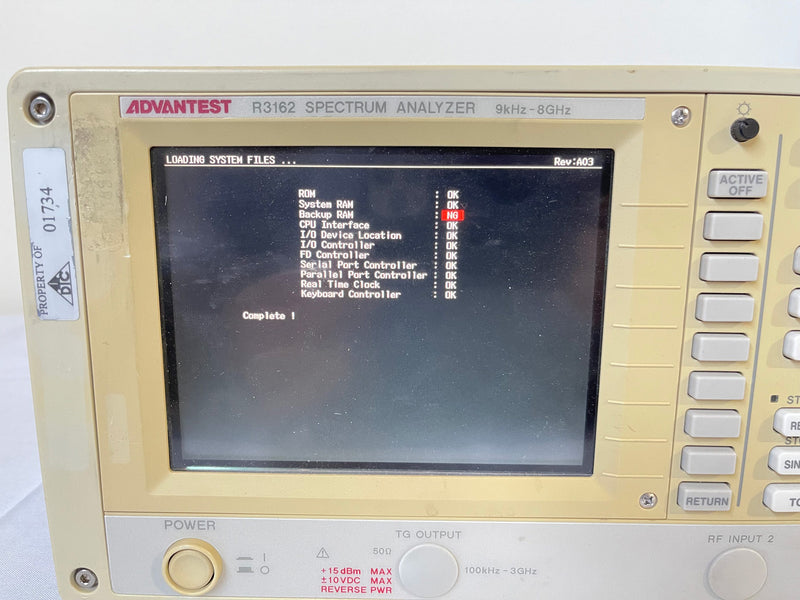 ADVANTEST R3162 SPECTRUM ANALYZER 9kHz-8GHz
LOADING SYSTEM FILES ... Rev:A03
ROM : OK
System RAM : OK
Backup RAM : NG
CPU Interface : OK
I/O Device Location : OK
I/O Controller : OK
FD Controller : OK
Serial Port Controller : OK
Parallel Port Controller : OK
Real Time Clock : OK
Keyboard Controller : OK
Complete !
PROPERTY OF
DIC
01734
ACTIVE
OFF
RETURN
POWER
I
O
TG OUTPUT
50Ω
+15dBm MAX
±10VDC MAX
REVERSE PWR
100kHz-3GHz
RF INPUT 2